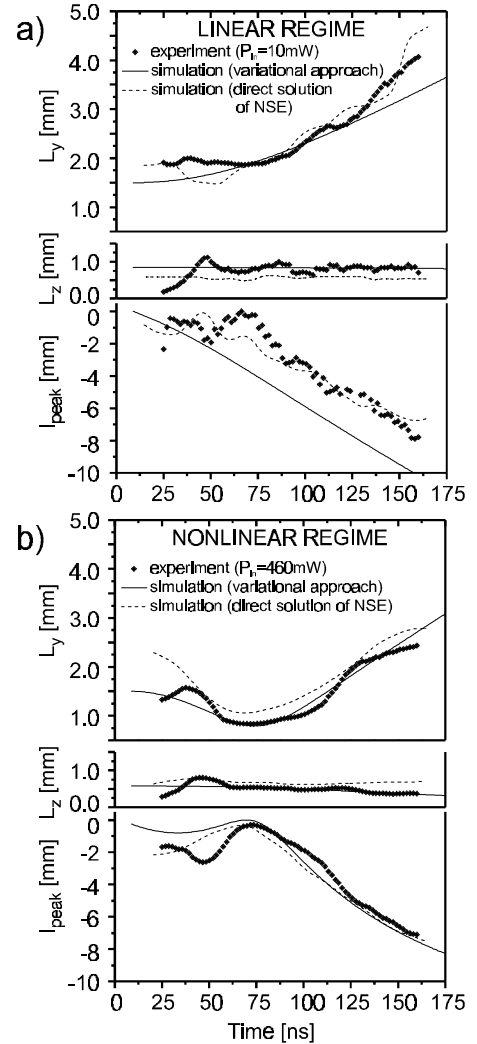 a)
LINEAR REGIME
experiment (P_in=10mW)
simulation (variational approach)
simulation (direct solution
of NSE)
5.0
4.0
3.0
2.0
1.0
L_y [mm]
1.0
0.0
L_z [mm]
0
-2
-4
-6
-8
-10
I_peak [mm]
0 25 50 75 100 125 150 175
b)
NONLINEAR REGIME
experiment (P_in=460mW)
simulation (variational approach)
simulation (direct solution of NSE)
5.0
4.0
3.0
2.0
1.0
L_y [mm]
1.0
0.0
L_z [mm]
0
-2
-4
-6
-8
-10
I_peak [mm]
0 25 50 75 100 125 150 175
Time [ns]